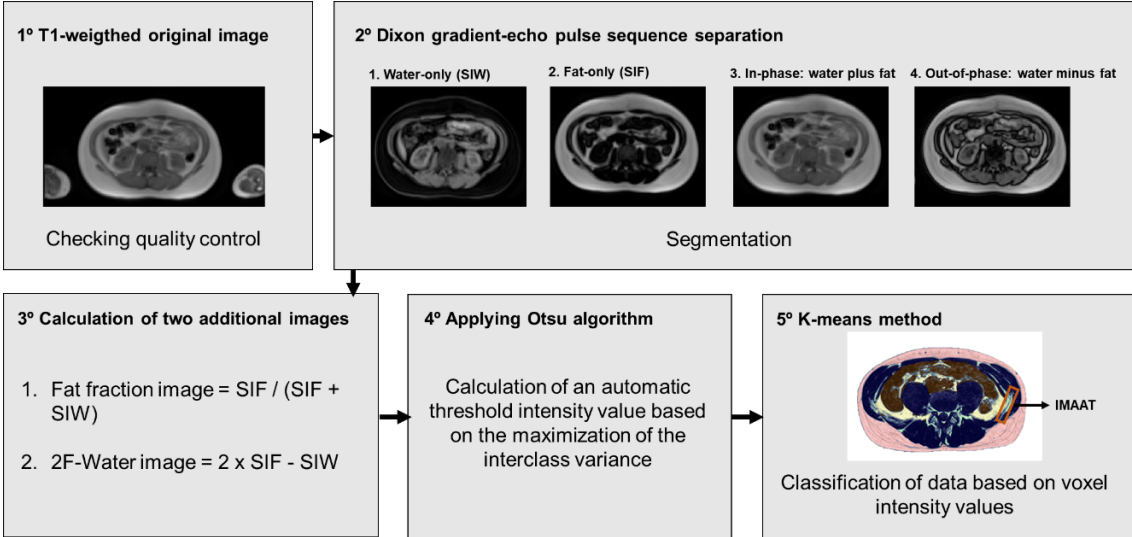 1º T1-weigthed original image
Checking quality control
2º Dixon gradient-echo pulse sequence separation
1. Water-only (SIW)
2. Fat-only (SIF)
3. In-phase: water plus fat
4. Out-of-phase: water minus fat
Segmentation
3º Calculation of two additional images
1. Fat fraction image = SIF / (SIF +
SIW)
2. 2F-Water image = 2 x SIF - SIW
4º Applying Otsu algorithm
Calculation of an automatic
threshold intensity value based
on the maximization of the
interclass variance
5º K-means method
IMAAT
Classification of data based on voxel
intensity values